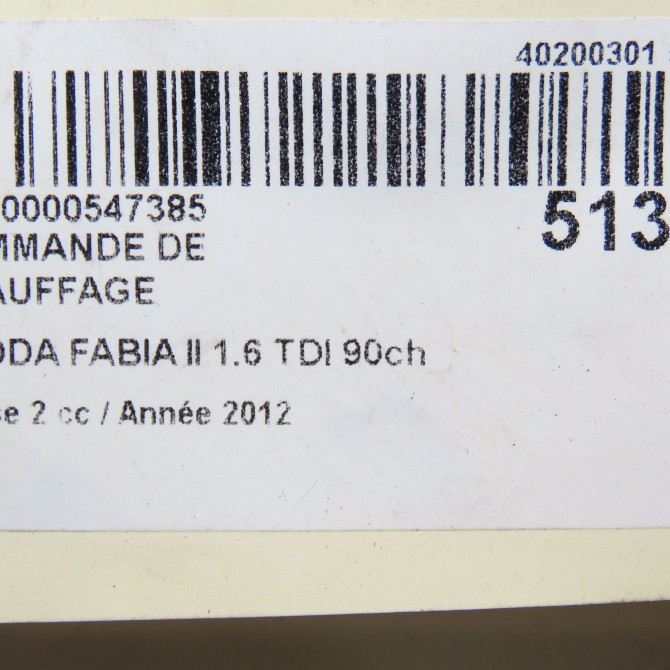 40200301
0000547385
513
MMANDE DE
AUFFAGE
ODA FABIA II 1.6 TDI 90ch
se 2 cc / Année 2012